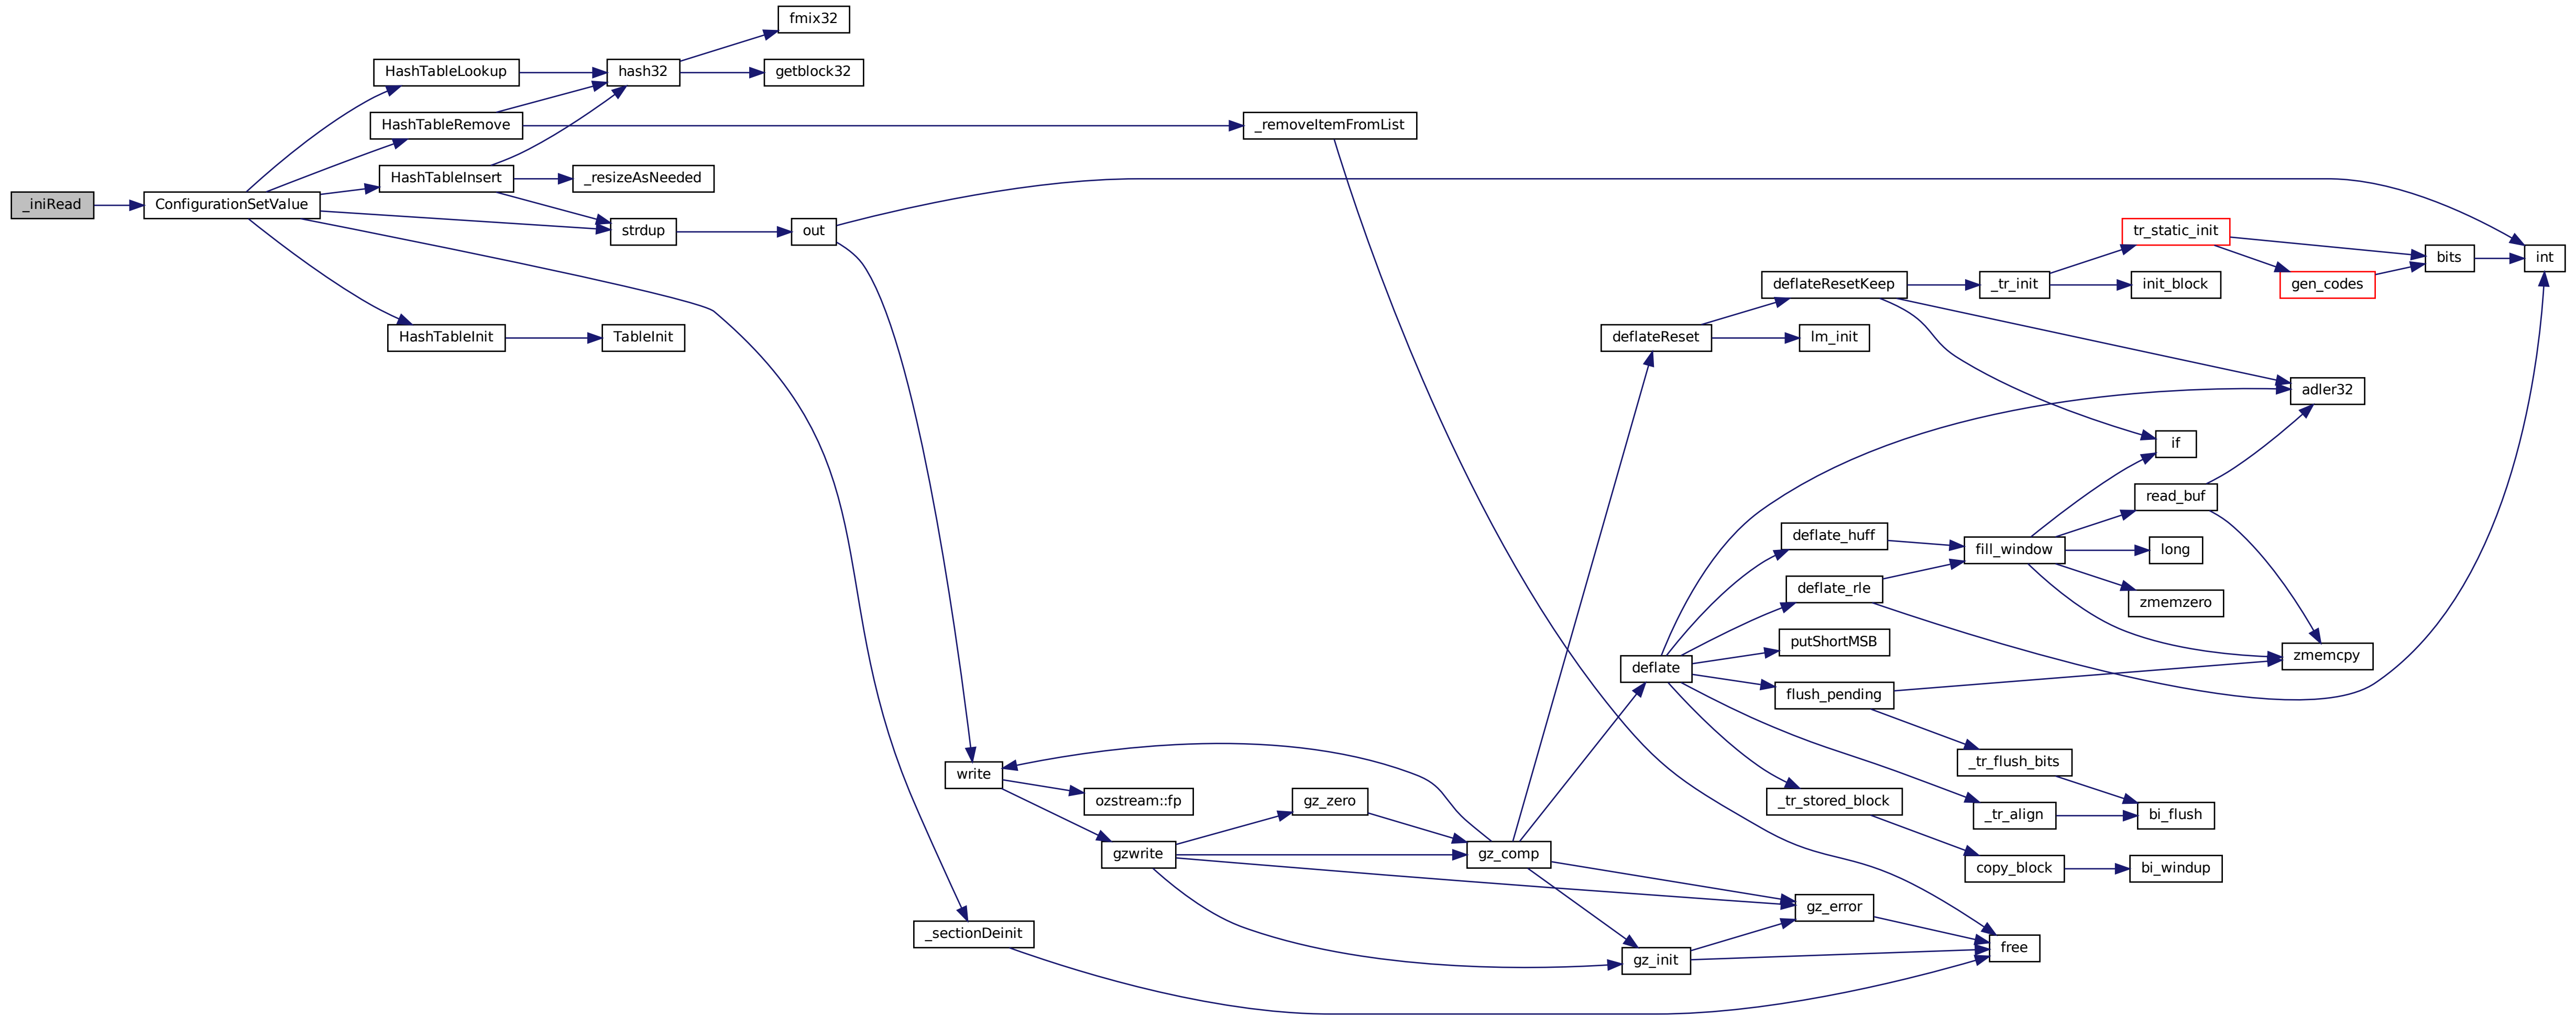 _iniRead
ConfigurationSetValue
HashTableLookup
HashTableRemove
HashTableInsert
HashTableInit
hash32
_resizeAsNeeded
strdup
TableInit
fmix32
getblock32
out
_sectionDeinit
write
ozstream::fp
gzwrite
_removeItemFromList
gz_zero
gz_comp
deflateReset
deflate
gz_init
deflateResetKeep
lm_init
deflate_huff
deflate_rle
putShortMSB
flush_pending
_tr_stored_block
gz_error
_tr_init
fill_window
_tr_flush_bits
_tr_align
copy_block
free
tr_static_init
init_block
if
read_buf
long
zmemzero
bi_flush
bi_windup
gen_codes
adler32
zmemcpy
bits
int